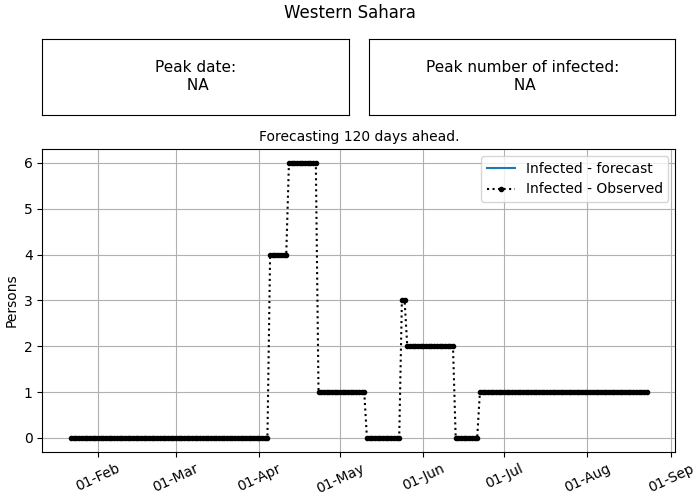 Western Sahara
Peak date:
NA
Peak number of infected:
NA
Forecasting 120 days ahead.
Infected - forecast
Infected - Observed
Persons
6
5
4
3
2
1
0
01-Feb
01-Mar
01-Apr
01-May
01-Jun
01-Jul
01-Aug
01-Sep